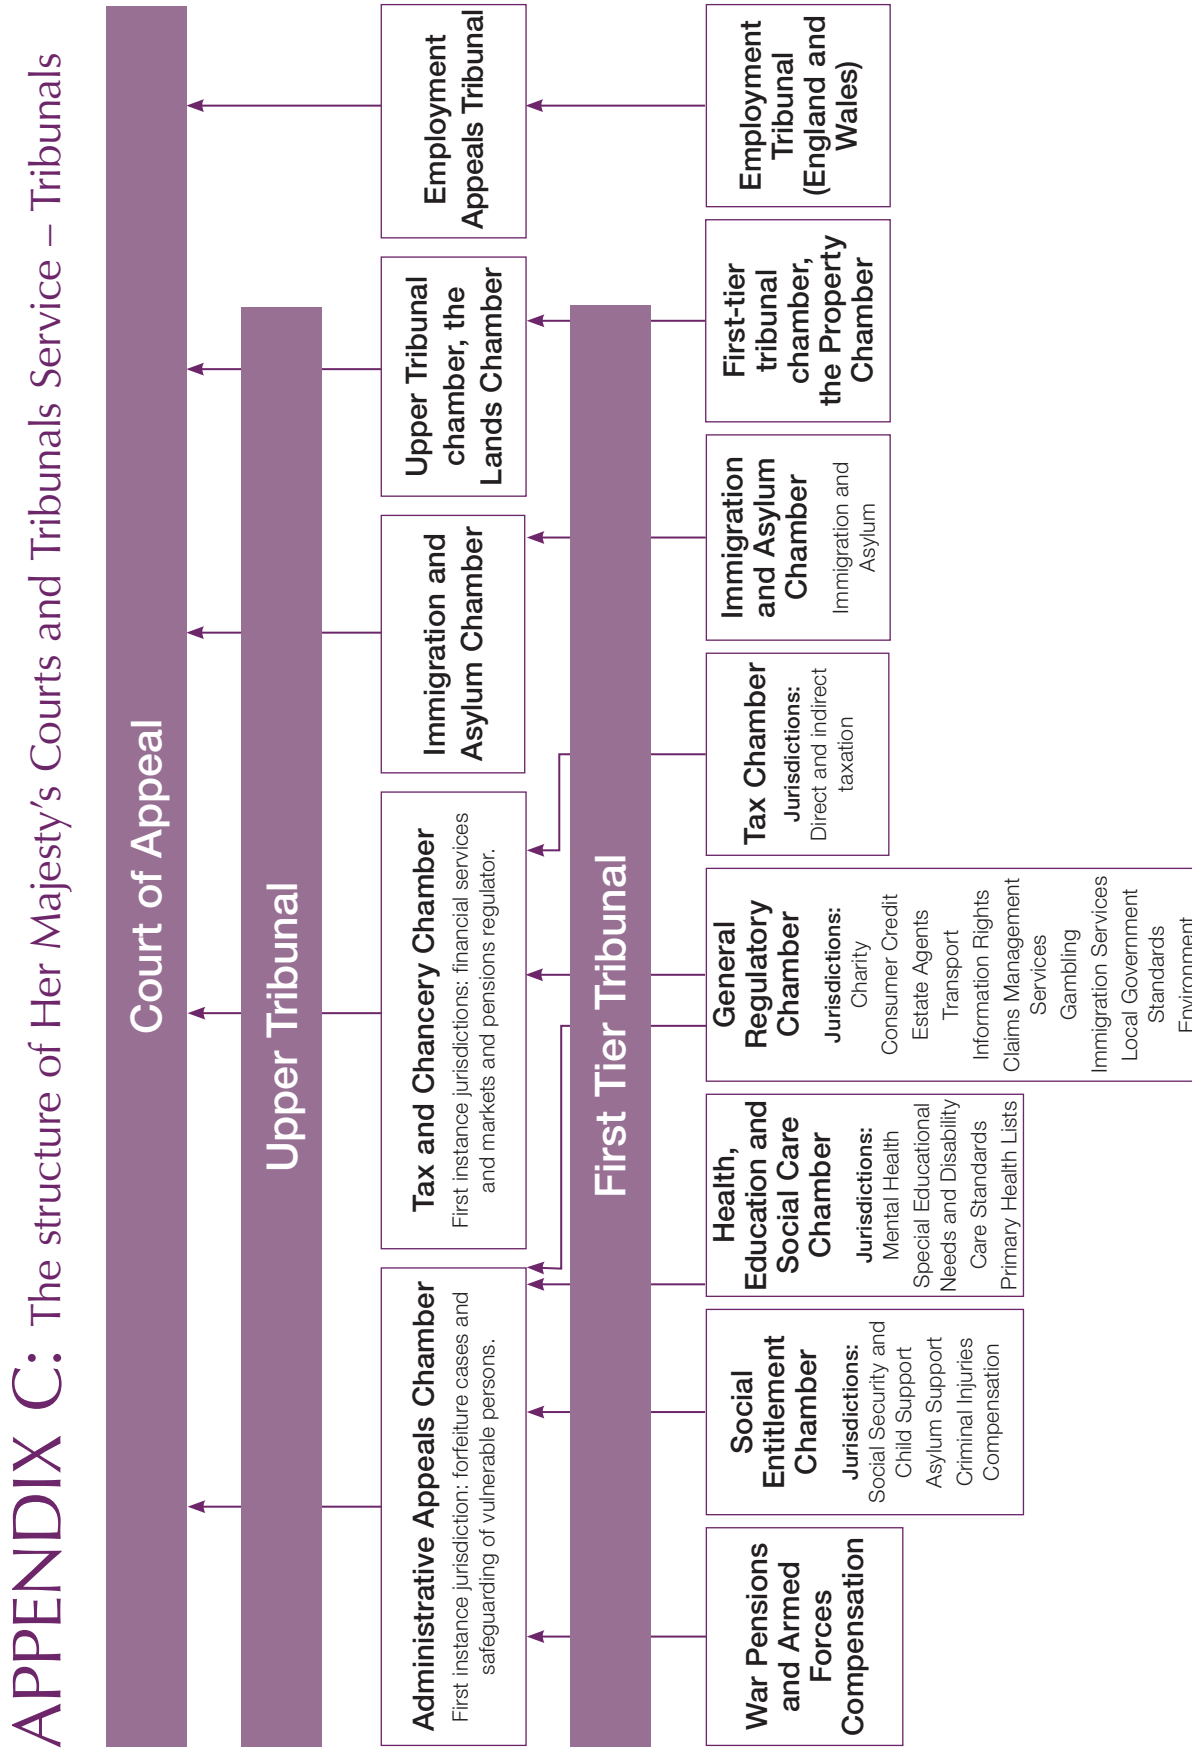 APPENDIX C: The structure of Her Majesty's Courts and Tribunals Service – Tribunals
Court of Appeal
Upper Tribunal
Administrative Appeals Chamber
First instance jurisdiction: forfeiture cases and
safeguarding of vulnerable persons.
Tax and Chancery Chamber
First instance jurisdictions: financial services
and markets and pensions regulator.
Immigration and
Asylum Chamber
Upper Tribunal
chamber, the
Lands Chamber
Employment
Appeals Tribunal
First Tier Tribunal
War Pensions
and Armed
Forces
Compensation
Social
Entitlement
Chamber
Jurisdictions:
Social Security and
Child Support
Asylum Support
Criminal Injuries
Compensation
Health,
Education and
Social Care
Chamber
Jurisdictions:
Mental Health
Special Educational
Needs and Disability
Care Standards
Primary Health Lists
General
Regulatory
Chamber
Jurisdictions:
Charity
Consumer Credit
Estate Agents
Transport
Information Rights
Claims Management
Services
Gambling
Immigration Services
Local Government
Standards
Environment
Tax Chamber
Jurisdictions:
Direct and indirect
taxation
Immigration
and Asylum
Chamber
Immigration and
Asylum
First-tier
tribunal
chamber,
the Property
Chamber
Employment
Tribunal
(England and
Wales)